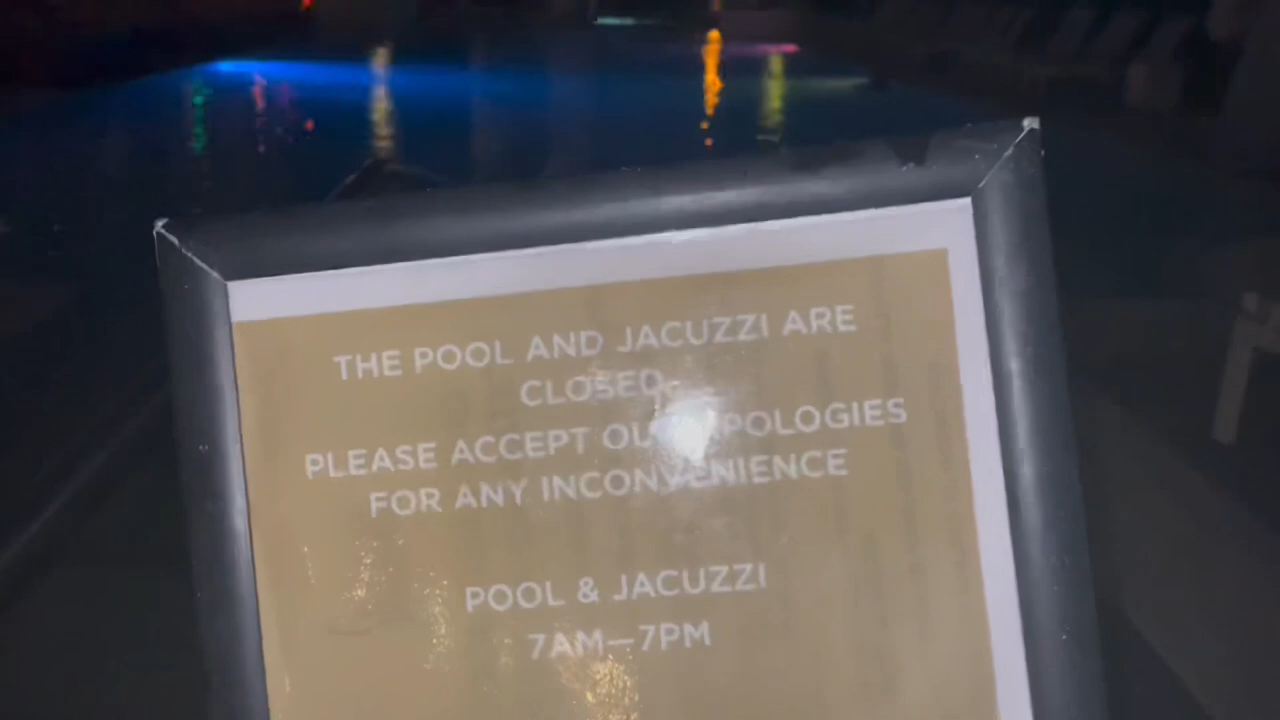 THE POOL AND JACUZZI ARE
CLOSED.
PLEASE ACCEPT OUR APOLOGIES
FOR ANY INCONVENIENCE
POOL & JACUZZI
7AM—7PM